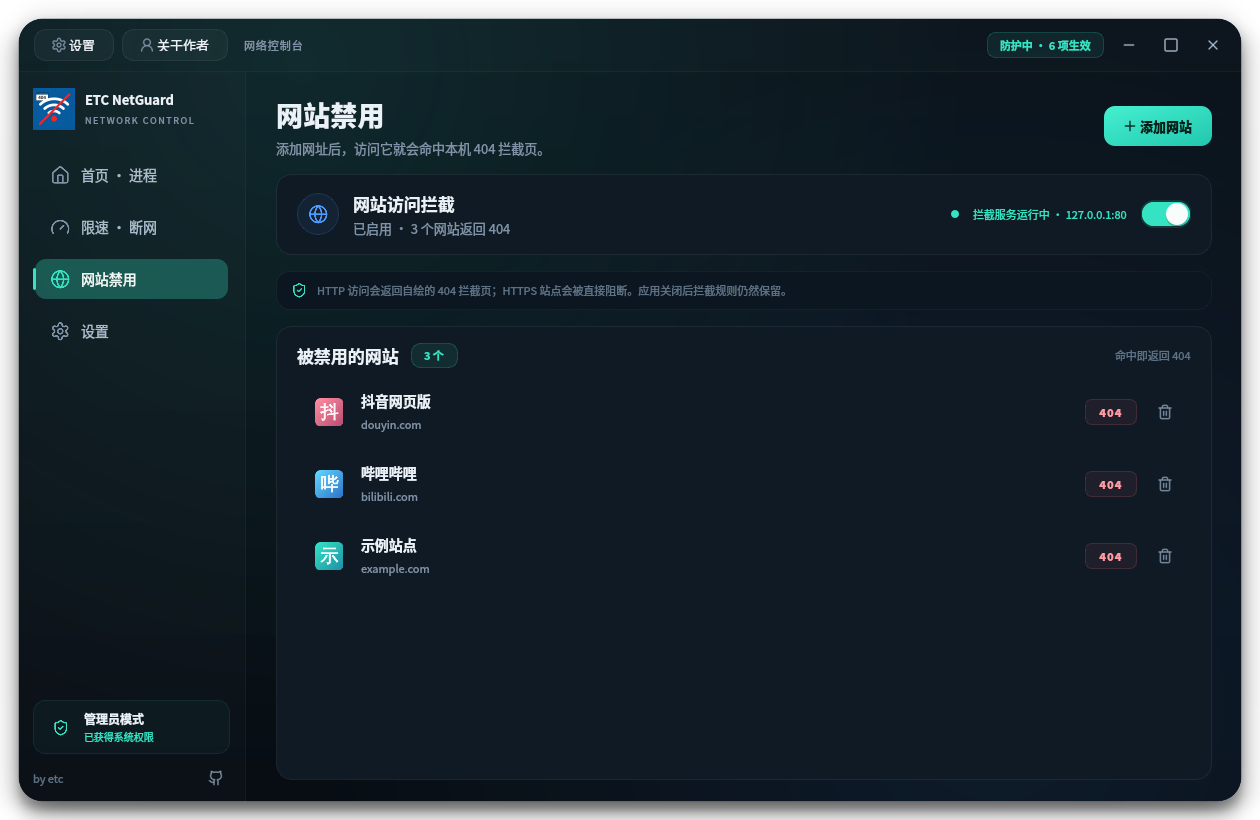 设置
关于作者
网络控制台
防护中 · 6 项生效
ETC NetGuard
NETWORK CONTROL
首页 · 进程
限速 · 断网
网站禁用
设置
管理员模式
已获得系统权限
by etc
网站禁用
添加网址后，访问它就会命中本机 404 拦截页。
+ 添加网站
网站访问拦截
已启用 · 3 个网站返回 404
拦截服务运行中 · 127.0.0.1:80
HTTP 访问会返回自绘的 404 拦截页；HTTPS 站点会被直接阻断。应用关闭后拦截规则仍然保留。
被禁用的网站
3 个
命中即返回 404
抖
抖音网页版
douyin.com
404
哔
哔哩哔哩
bilibili.com
404
示
示例站点
example.com
404